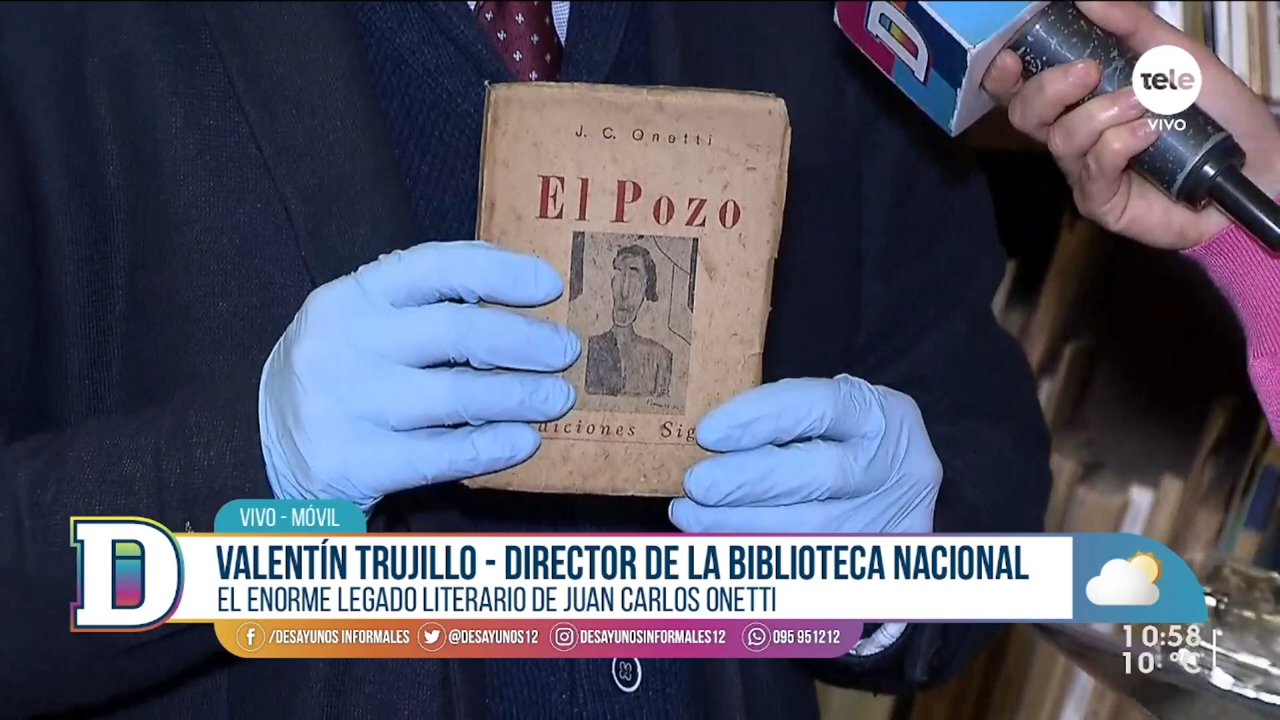 J. C. Onetti
El Pozo
diciones Sig
D
tele
VIVO
VIVO - MÓVIL
D
VALENTÍN TRUJILLO - DIRECTOR DE LA BIBLIOTECA NACIONAL
EL ENORME LEGADO LITERARIO DE JUAN CARLOS ONETTI
/DESAYUNOS INFORMALES @DESAYUNOS12 DESAYUNOSINFORMALES12 095 951212
10:58
10 °C